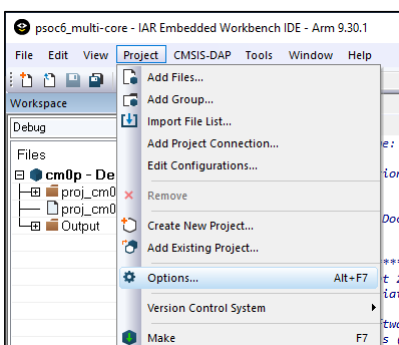 psoc6_multi-core - IAR Embedded Workbench IDE - Arm 9.30.1
File Edit View Project CMSIS-DAP Tools Window Help
Workspace
Debug
Files
cm0p - De
proj_cm0
proj_cm0
Output
Add Files...
Add Group...
Import File List...
Add Project Connection...
Edit Configurations...
Remove
Create New Project...
Add Existing Project...
Options... Alt+F7
Version Control System
Make F7